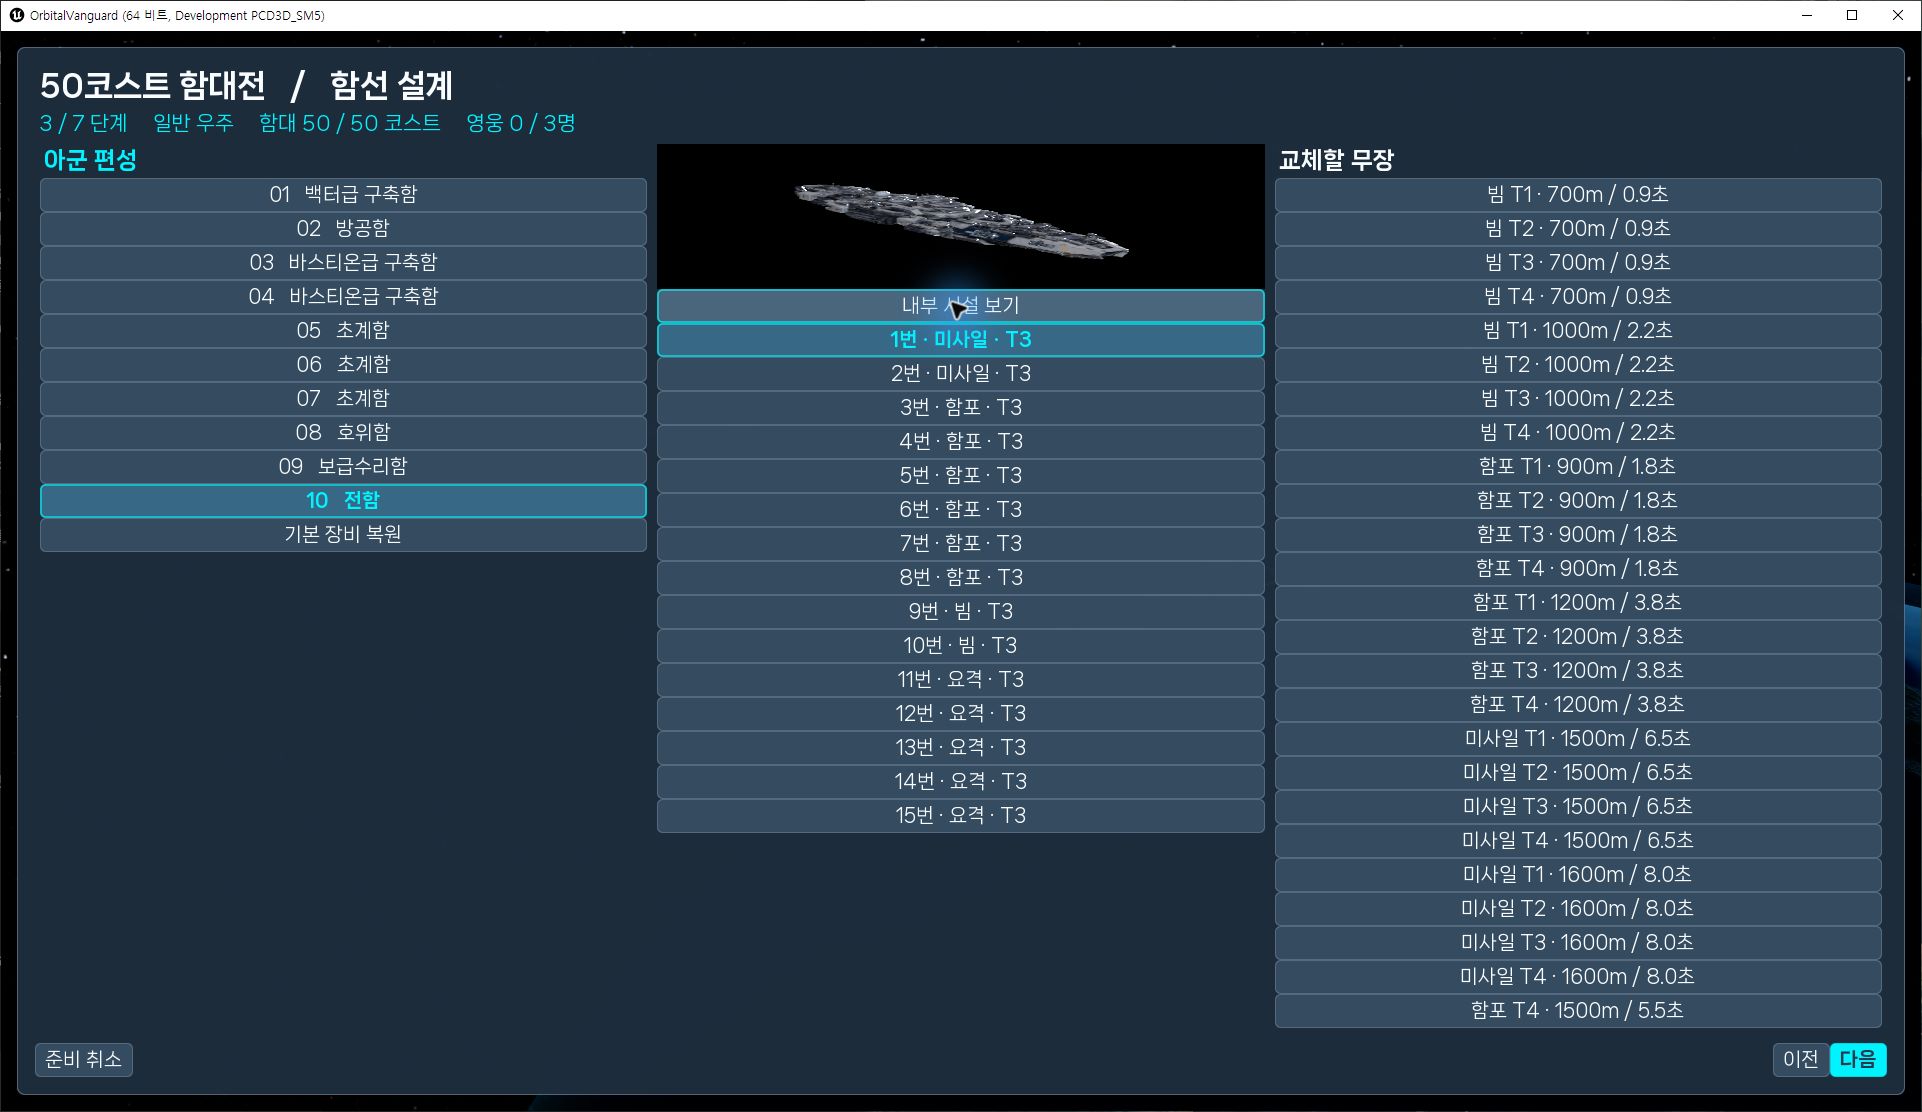 OrbitalVanguard (64 비트, Development PCD3D_SM5)
50코스트 함대전 / 함선 설계
3 / 7 단계 일반 우주 함대 50 / 50 코스트 영웅 0 / 3명
아군 편성
01 백터급 구축함
02 방공함
03 바스티온급 구축함
04 바스티온급 구축함
05 초계함
06 초계함
07 초계함
08 호위함
09 보급수리함
10 전함
기본 장비 복원
내부 시설 보기
1번 · 미사일 · T3
2번 · 미사일 · T3
3번 · 함포 · T3
4번 · 함포 · T3
5번 · 함포 · T3
6번 · 함포 · T3
7번 · 함포 · T3
8번 · 함포 · T3
9번 · 빔 · T3
10번 · 빔 · T3
11번 · 요격 · T3
12번 · 요격 · T3
13번 · 요격 · T3
14번 · 요격 · T3
15번 · 요격 · T3
교체할 무장
빔 T1 · 700m / 0.9초
빔 T2 · 700m / 0.9초
빔 T3 · 700m / 0.9초
빔 T4 · 700m / 0.9초
빔 T1 · 1000m / 2.2초
빔 T2 · 1000m / 2.2초
빔 T3 · 1000m / 2.2초
빔 T4 · 1000m / 2.2초
함포 T1 · 900m / 1.8초
함포 T2 · 900m / 1.8초
함포 T3 · 900m / 1.8초
함포 T4 · 900m / 1.8초
함포 T1 · 1200m / 3.8초
함포 T2 · 1200m / 3.8초
함포 T3 · 1200m / 3.8초
함포 T4 · 1200m / 3.8초
미사일 T1 · 1500m / 6.5초
미사일 T2 · 1500m / 6.5초
미사일 T3 · 1500m / 6.5초
미사일 T4 · 1500m / 6.5초
미사일 T1 · 1600m / 8.0초
미사일 T2 · 1600m / 8.0초
미사일 T3 · 1600m / 8.0초
미사일 T4 · 1600m / 8.0초
함포 T4 · 1500m / 5.5초
준비 취소
이전
다음